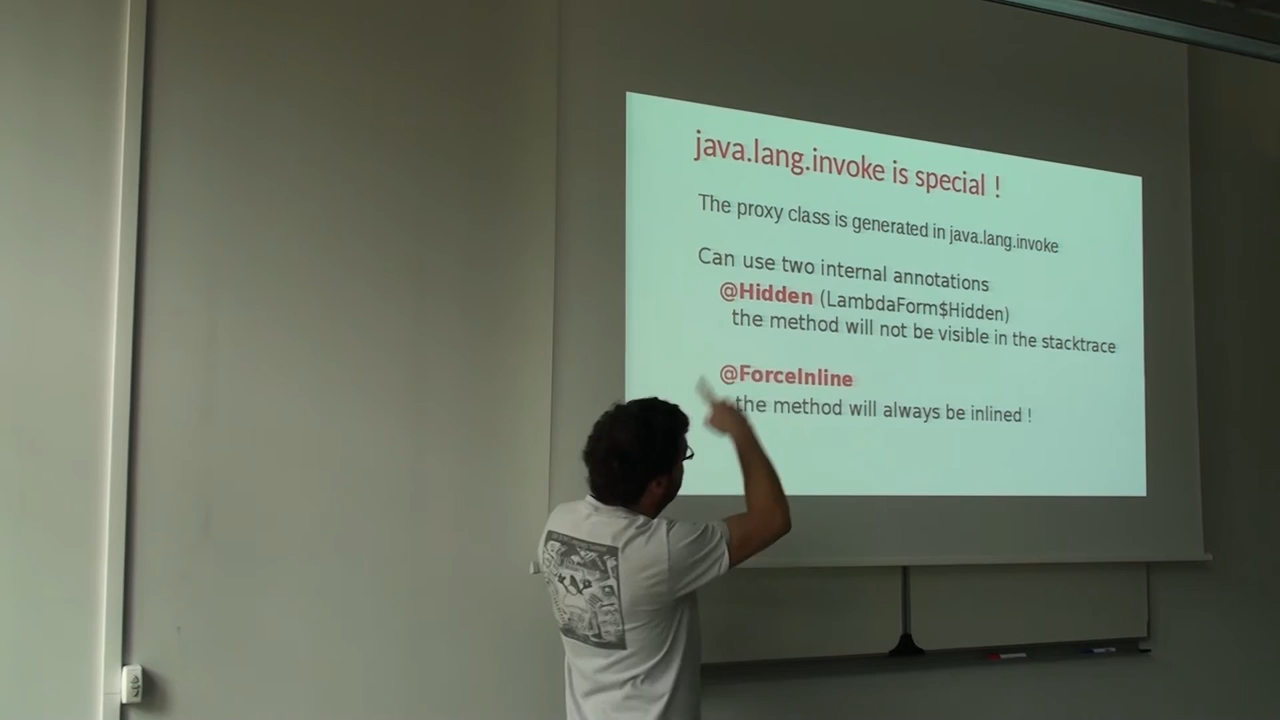 java.lang.invoke is special !
The proxy class is generated in java.lang.invoke
Can use two internal annotations
@Hidden (LambdaForm$Hidden)
the method will not be visible in the stacktrace
@ForceInline
the method will always be inlined !